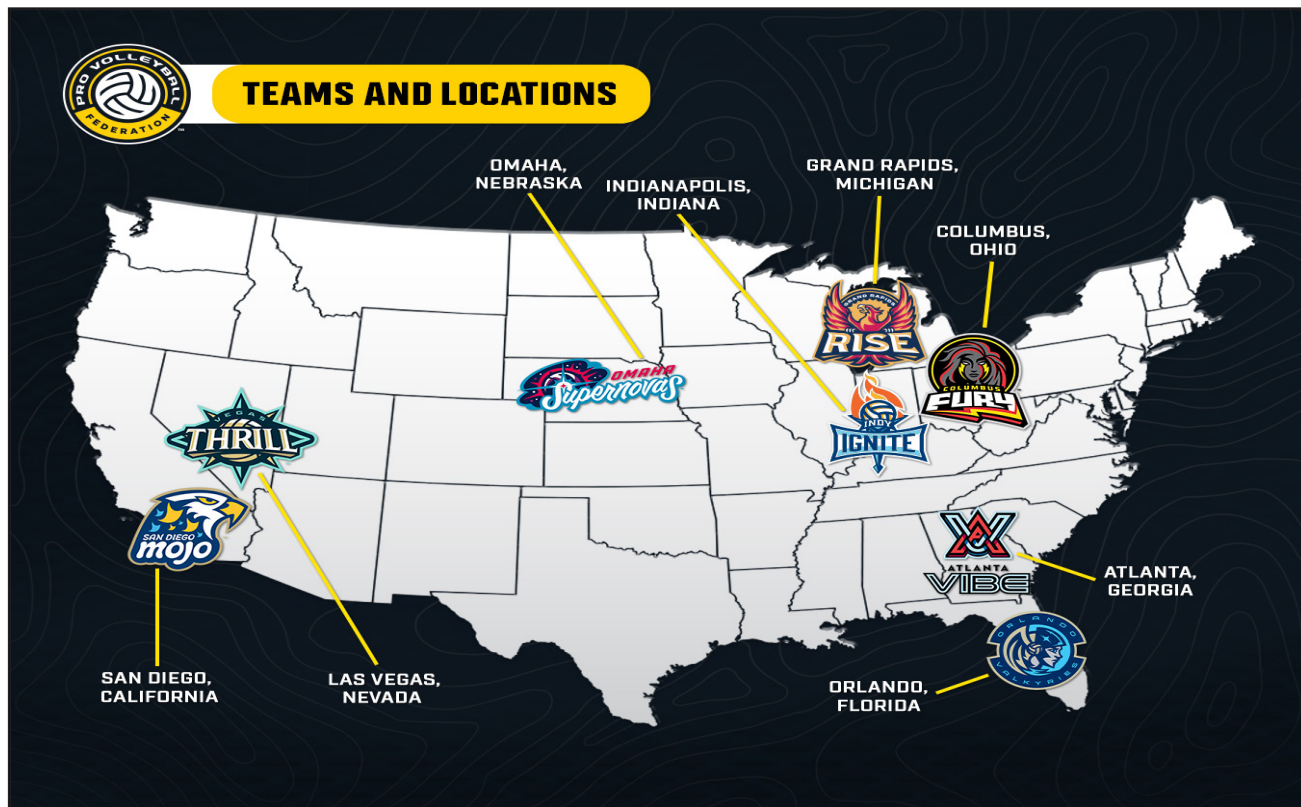 PRO VOLLEYBALL
FEDERATION
™
TEAMS AND LOCATIONS
OMAHA,
NEBRASKA
INDIANAPOLIS,
INDIANA
GRAND RAPIDS,
MICHIGAN
COLUMBUS,
OHIO
GRAND RAPIDS
RISE
COLUMBUS
FURY
OMAHA
Supernovas
INDY
IGNITE
VEGAS
THRILL
SAN DIEGO
mojo
ATLANTA
VIBE
ATLANTA,
GEORGIA
ORLANDO
VALKYRIES
SAN DIEGO,
CALIFORNIA
LAS VEGAS,
NEVADA
ORLANDO,
FLORIDA